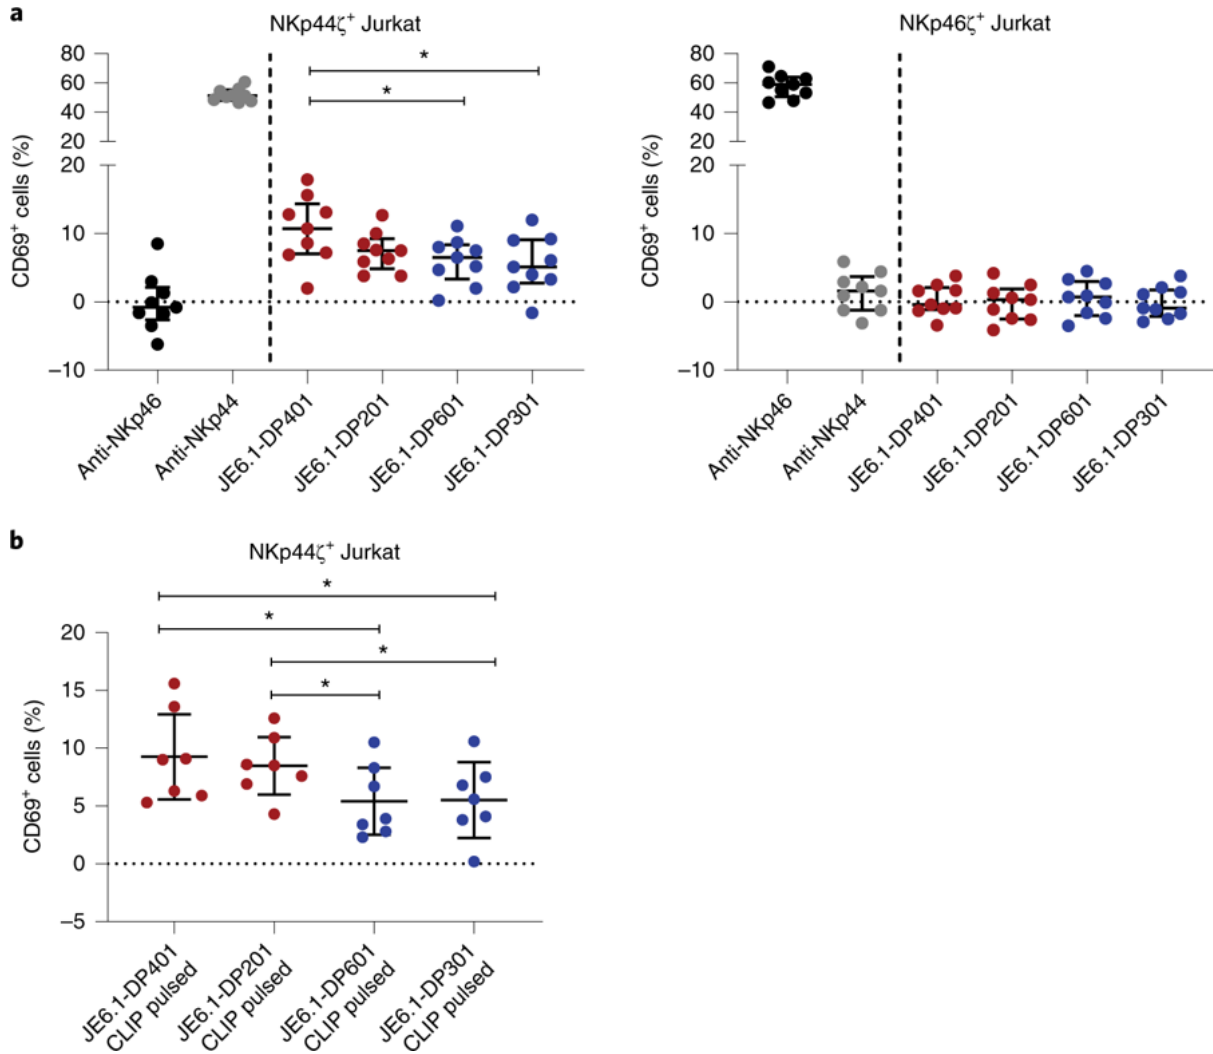 a
NKp44ζ⁺ Jurkat
CD69⁺ cells (%)
80
60
40
20
20
10
0
−10
*
*
Anti-NKp46
Anti-NKp44
JE6.1-DP401
JE6.1-DP201
JE6.1-DP601
JE6.1-DP301
NKp46ζ⁺ Jurkat
CD69⁺ cells (%)
80
60
40
20
20
10
0
−10
Anti-NKp46
Anti-NKp44
JE6.1-DP401
JE6.1-DP201
JE6.1-DP601
JE6.1-DP301
b
NKp44ζ⁺ Jurkat
CD69⁺ cells (%)
20
15
10
5
0
−5
*
*
*
*
JE6.1-DP401
CLIP pulsed
JE6.1-DP201
CLIP pulsed
JE6.1-DP601
CLIP pulsed
JE6.1-DP301
CLIP pulsed